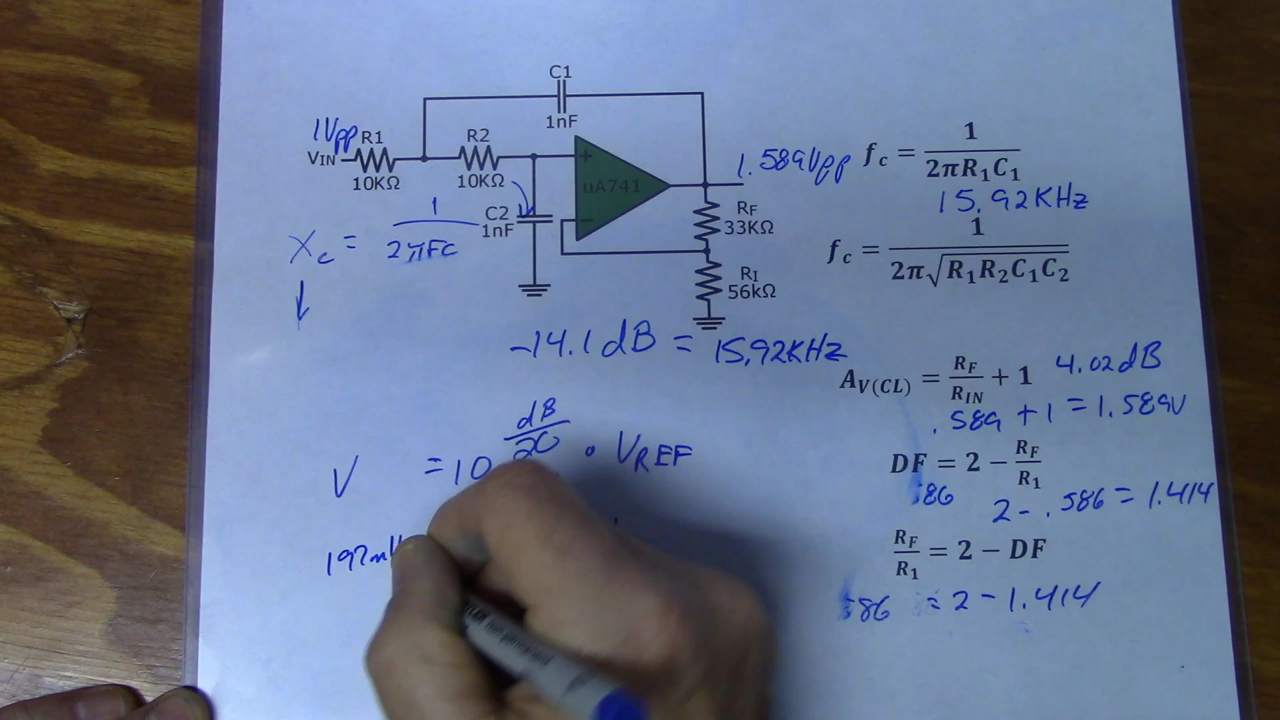 C1
1nF
1Vpp
VIN
R1
10KΩ
R2
10KΩ
+
uA741
−
C2
1nF
1.589Vpp
RF
33KΩ
RI
56kΩ
fc = 1 / 2πR1C1
15.92KHz
fc = 1 / 2π√R1R2C1C2
Xc = 1 / 2πFC
-14.1dB = 15.92KHz
AV(CL) = RF/RIN + 1 4.02dB
.589 + 1 = 1.589V
V = 10 dB/20 • VREF
DF = 2 − RF/R1
.586 = 1.414
2 -
86
RF/R1 = 2 − DF
86 = 2 - 1.414